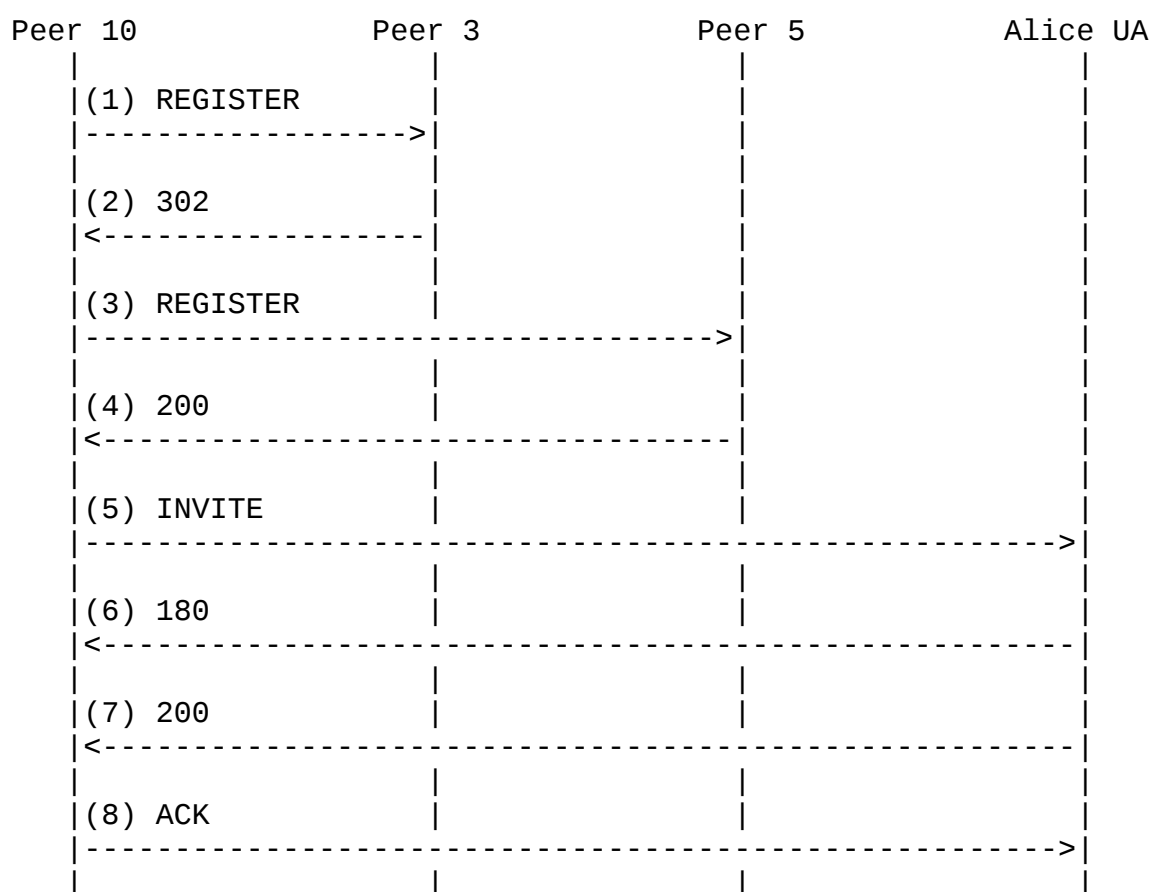 Peer 10 Peer 3 Peer 5 Alice UA
(1) REGISTER
(2) 302
(3) REGISTER
(4) 200
(5) INVITE
(6) 180
(7) 200
(8) ACK